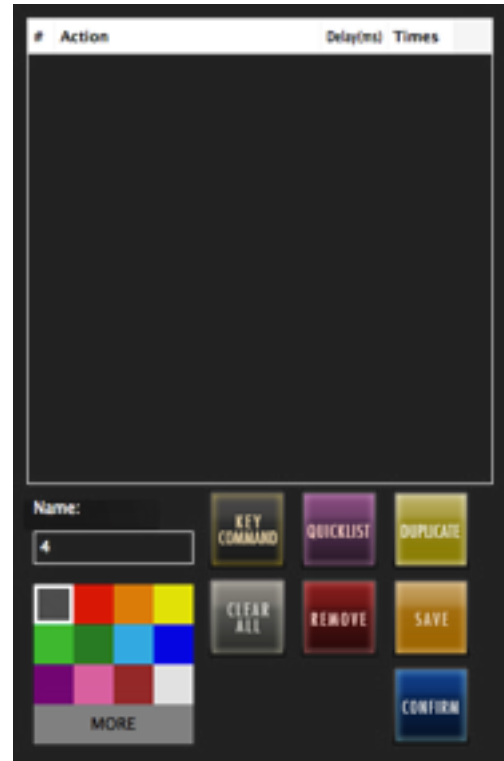 # Action Delay(ms) Times
Name:
4
KEY COMMAND
QUICKLIST
DUPLICATE
CLEAR ALL
REMOVE
SAVE
MORE
CONFIRM